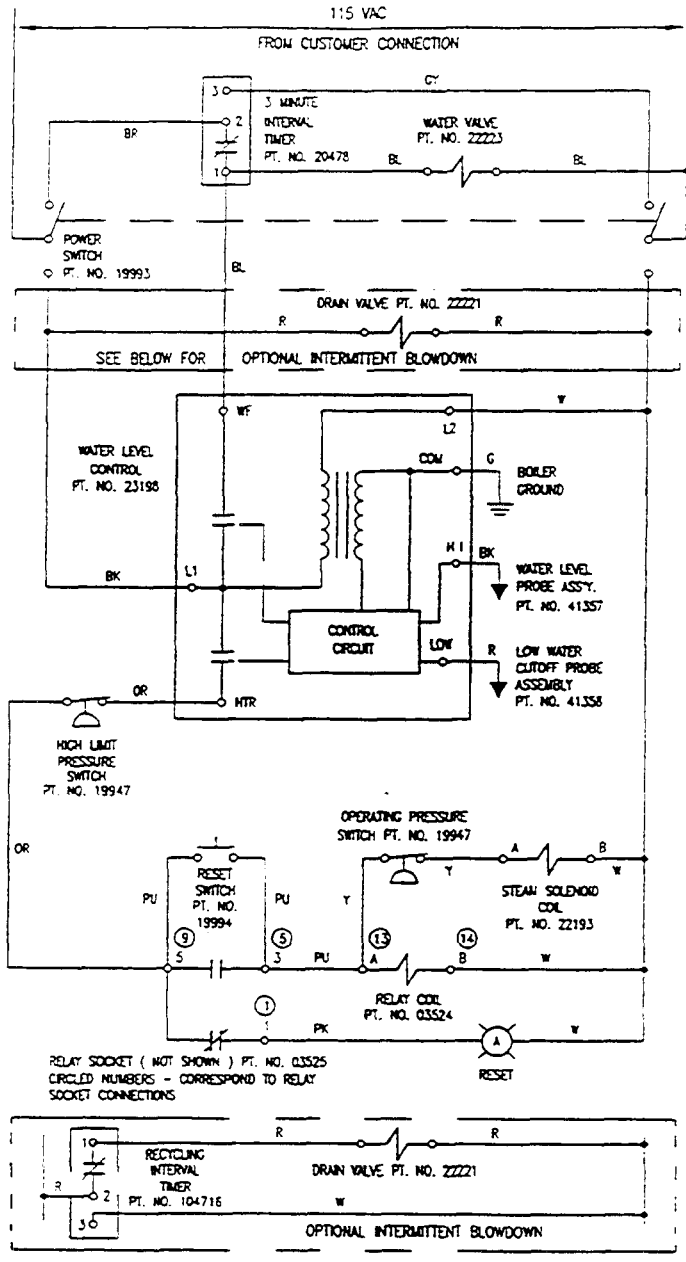 115 VAC
FROM CUSTOMER CONNECTION
GY
3
3 MINUTE
INTERVAL
TIMER
PT. NO. 20478
2
1
BR
WATER VALVE
PT. NO. 22223
BL
BL
POWER
SWITCH
PT. NO. 19993
BL
DRAIN VALVE PT. NO. 22221
R
R
SEE BELOW FOR OPTIONAL INTERMITTENT BLOWDOWN
WF
L2
W
WATER LEVEL
CONTROL
PT. NO. 23198
COM
G
BOILER
GROUND
BK
L1
H I
BK
WATER LEVEL
PROBE ASS'Y.
PT. NO. 41357
CONTROL
CIRCUIT
LOW
R
LOW WATER
CUTOFF PROBE
ASSEMBLY
PT. NO. 41358
OR
HTR
HIGH LIMIT
PRESSURE
SWITCH
PT. NO. 19947
OPERATING PRESSURE
SWITCH PT. NO. 19947
OR
RESET
SWITCH
PT. NO.
19994
PU
PU
Y
Y
A
B
W
STEAM SOLENOID
COIL
PT. NO. 22193
9
5
5
3
PU
13
A
14
B
W
RELAY COIL
PT. NO. 03524
1
1
PK
A
W
RESET
RELAY SOCKET ( NOT SHOWN ) PT. NO. 03525
CIRCLED NUMBERS - CORRESPOND TO RELAY
SOCKET CONNECTIONS
1
R
R
RECYCLING
INTERVAL
TIMER
PT. NO. 104716
DRAIN VALVE PT. NO. 22221
R
2
W
3
OPTIONAL INTERMITTENT BLOWDOWN